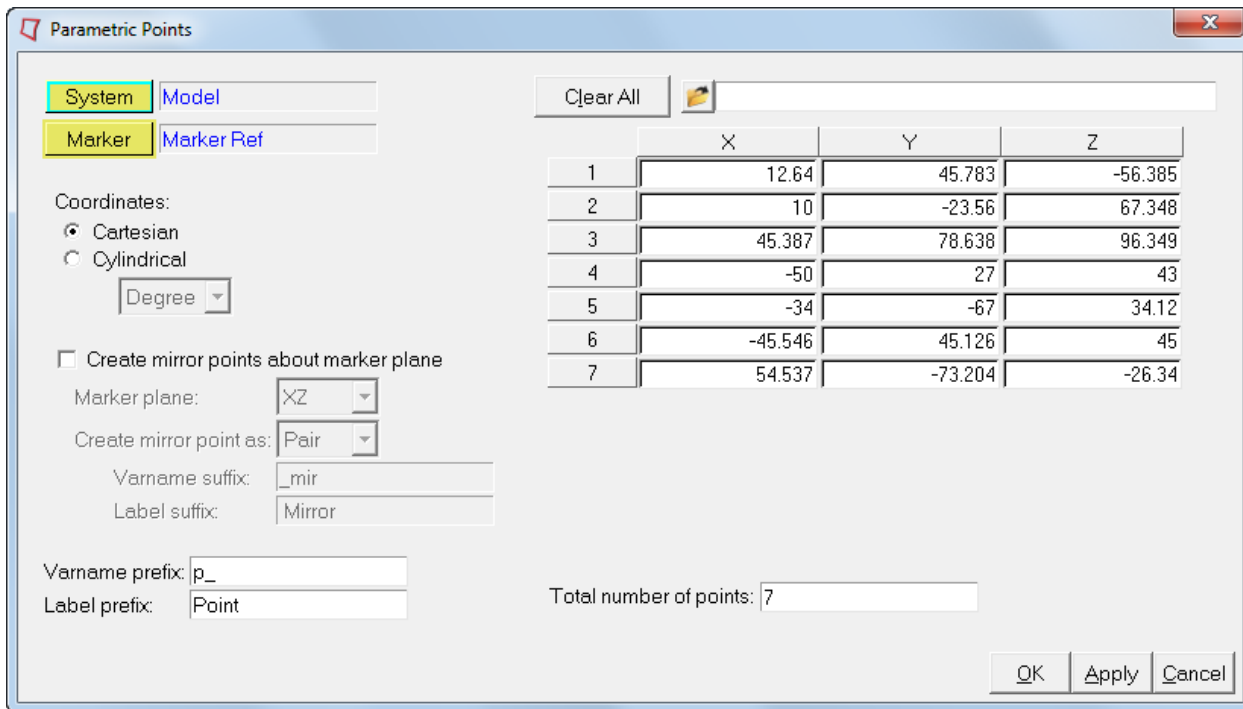 Parametric Points
System Model
Marker Marker Ref
Coordinates:
Cartesian
Cylindrical
Degree
Create mirror points about marker plane
Marker plane: XZ
Create mirror point as: Pair
Varname suffix: _mir
Label suffix: Mirror
Varname prefix: p_
Label prefix: Point
Clear All
X Y Z
1 12.64 45.783 -56.385
2 10 -23.56 67.348
3 45.387 78.638 96.349
4 -50 27 43
5 -34 -67 34.12
6 -45.546 45.126 45
7 54.537 -73.204 -26.34
Total number of points: 7
OK Apply Cancel